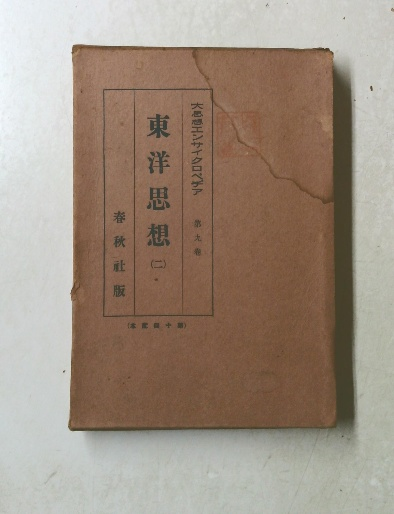 大思想エンサイクロペヂア 第九巻
東洋思想 (二)
春秋社版